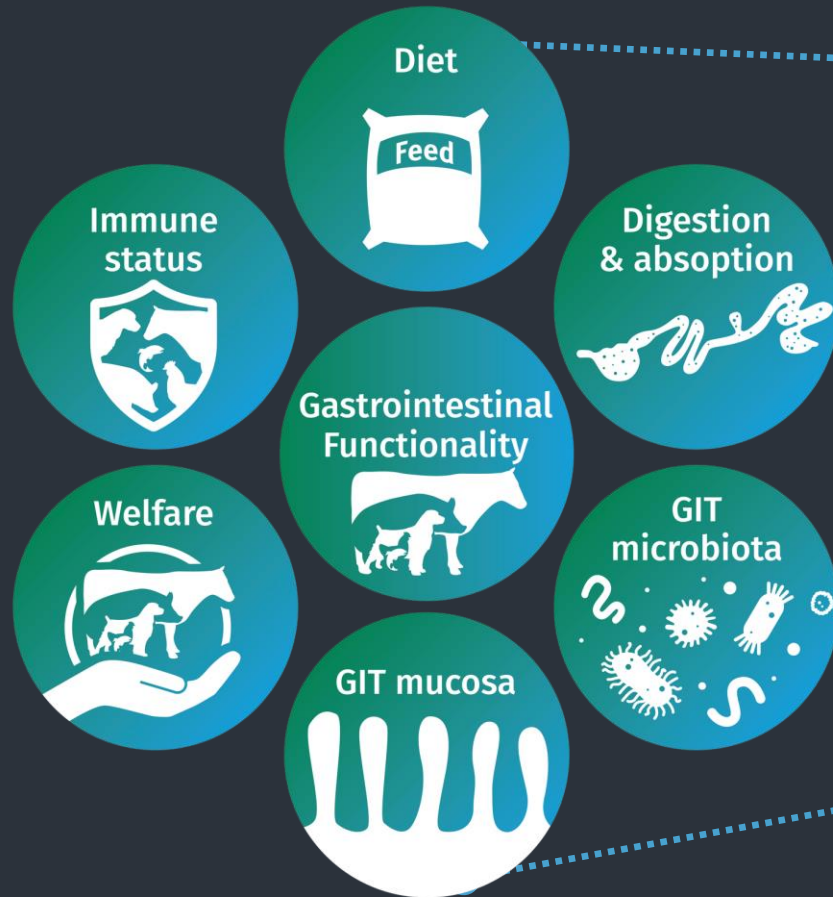 Diet
Feed
Immune
status
Digestion
& absoption
Gastrointestinal
Functionality
Welfare
GIT
microbiota
GIT mucosa